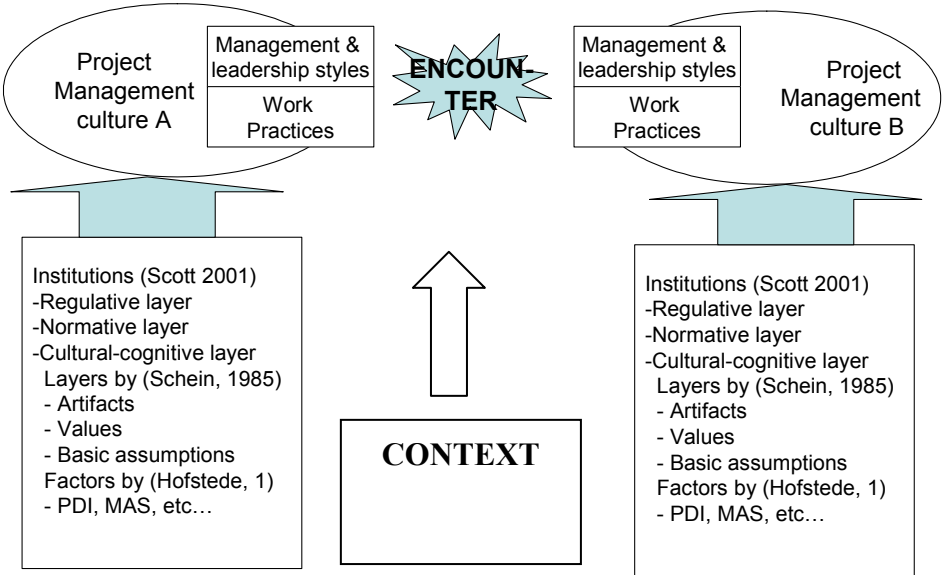 Project
Management
culture A
Management &
leadership styles
Work
Practices
ENCOUN-
TER
Management &
leadership styles
Work
Practices
Project
Management
culture B
Institutions (Scott 2001)
-Regulative layer
-Normative layer
-Cultural-cognitive layer
Layers by (Schein, 1985)
- Artifacts
- Values
- Basic assumptions
Factors by (Hofstede, 1)
- PDI, MAS, etc…
CONTEXT
Institutions (Scott 2001)
-Regulative layer
-Normative layer
-Cultural-cognitive layer
Layers by (Schein, 1985)
- Artifacts
- Values
- Basic assumptions
Factors by (Hofstede, 1)
- PDI, MAS, etc…